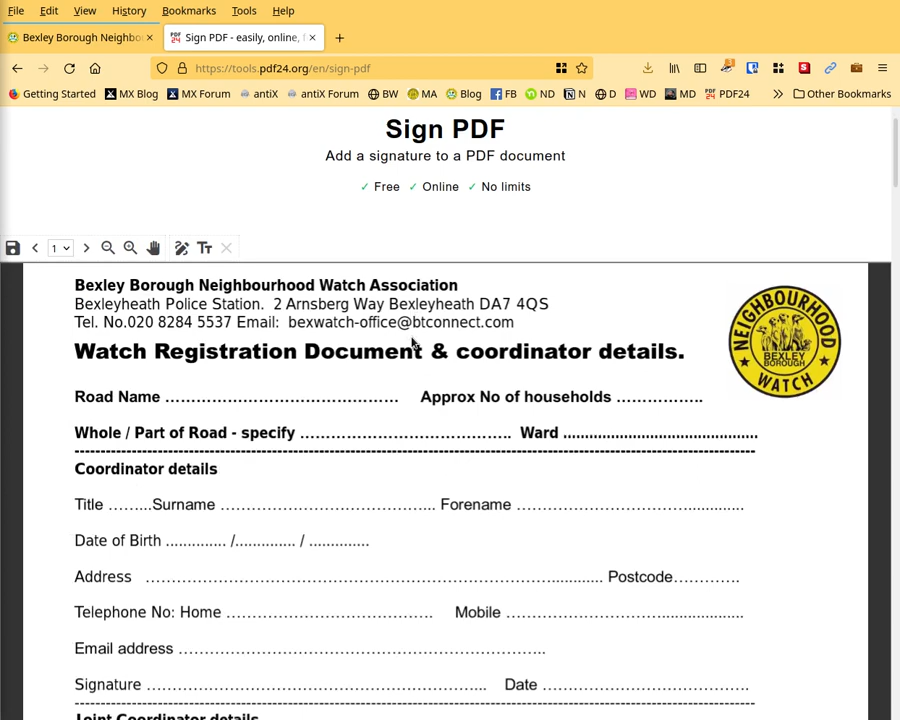 File Edit View History Bookmarks Tools Help
Bexley Borough Neighbo × Sign PDF - easily, online, f × +
https://tools.pdf24.org/en/sign-pdf
Getting Started MX Blog MX Forum antiX antiX Forum BW MA Blog FB ND N D WD MD PDF24 Other Bookmarks
Sign PDF
Add a signature to a PDF document
✓ Free ✓ Online ✓ No limits
1
Bexley Borough Neighbourhood Watch Association
Bexleyheath Police Station. 2 Arnsberg Way Bexleyheath DA7 4QS
Tel. No.020 8284 5537 Email: bexwatch-office@btconnect.com
Watch Registration Document & coordinator details.
NEIGHBOURHOOD
BEXLEY
BOROUGH
WATCH
Road Name ………………………………… Approx No of households ……………
Whole / Part of Road - specify …………………………….. Ward ..........................................
Coordinator details
Title ……...Surname ……………………………... Forename ………………………….............
Date of Birth .............. /.............. / ..............
Address …………………………………………………………............ Postcode………….
Telephone No: Home ……………………………. Mobile ……………………...................
Email address ……………………………………………………..
Signature ………………………………………………... Date …………………………….
Joint Coordinator details